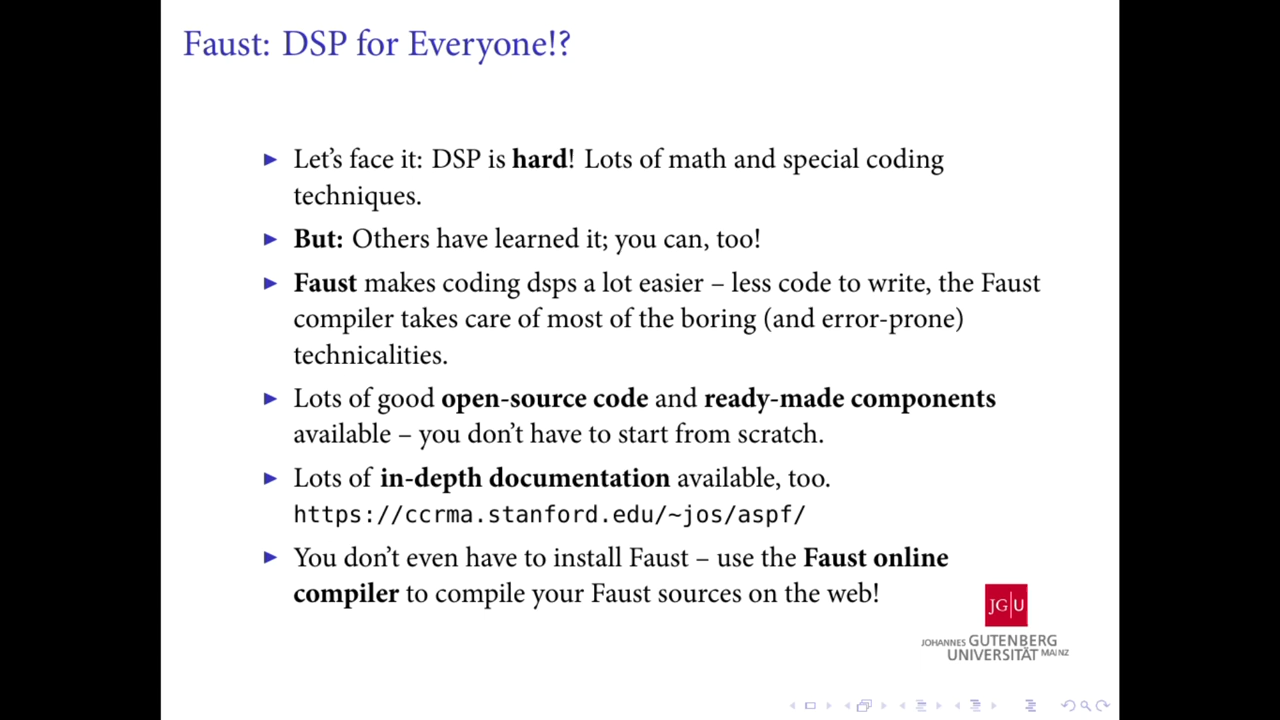 Faust: DSP for Everyone!?
Let's face it: DSP is hard! Lots of math and special coding
techniques.
But: Others have learned it; you can, too!
Faust makes coding dsps a lot easier – less code to write, the Faust
compiler takes care of most of the boring (and error-prone)
technicalities.
Lots of good open-source code and ready-made components
available – you don't have to start from scratch.
Lots of in-depth documentation available, too.
https://ccrma.stanford.edu/~jos/aspf/
You don't even have to install Faust – use the Faust online
compiler to compile your Faust sources on the web!
JG|U
JOHANNES GUTENBERG
UNIVERSITÄT MAINZ